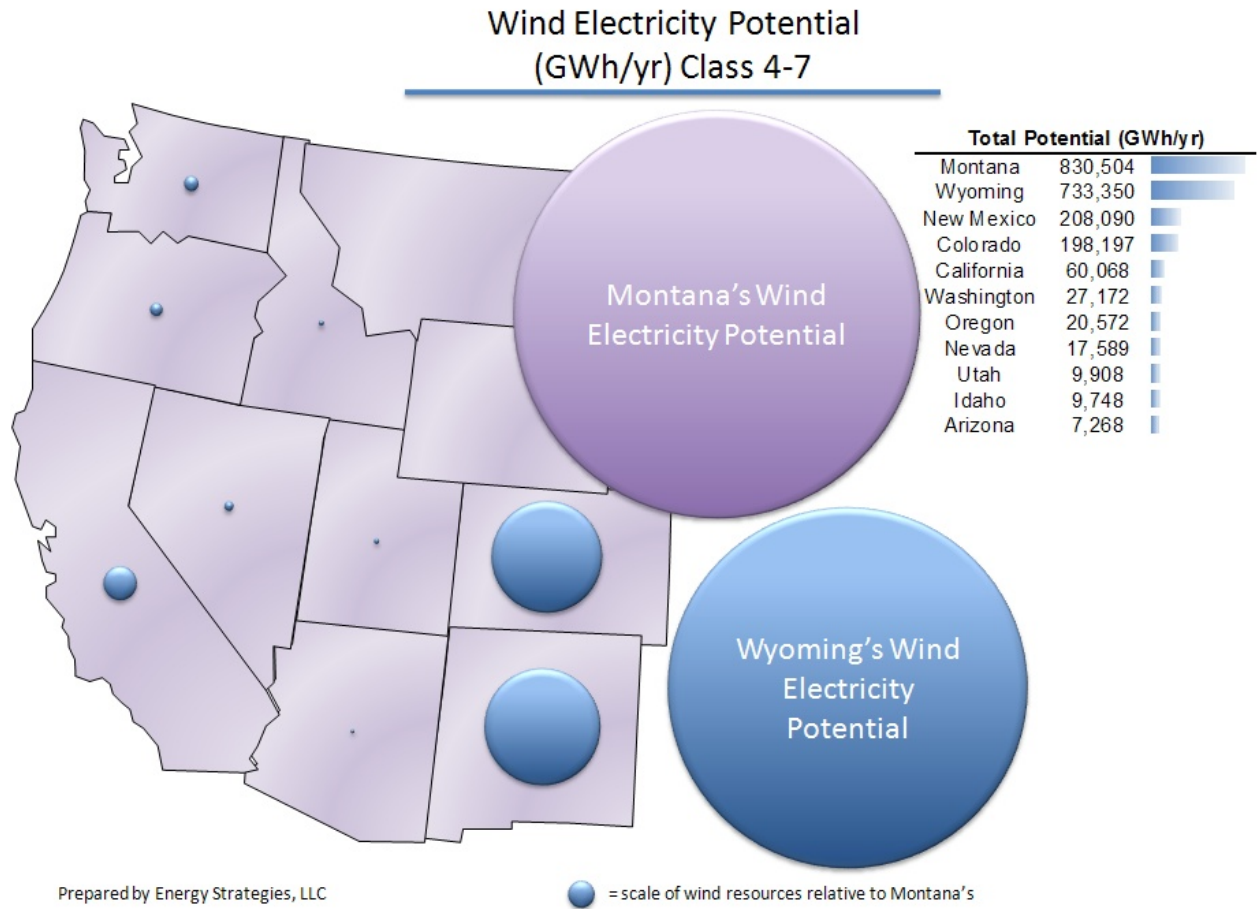 Wind Electricity Potential
(GWh/yr) Class 4-7
Total Potential (GWh/yr)
Montana 830,504
Wyoming 733,350
New Mexico 208,090
Colorado 198,197
California 60,068
Washington 27,172
Oregon 20,572
Nevada 17,589
Utah 9,908
Idaho 9,748
Arizona 7,268
Montana's Wind
Electricity Potential
Wyoming's Wind
Electricity
Potential
Prepared by Energy Strategies, LLC
= scale of wind resources relative to Montana's